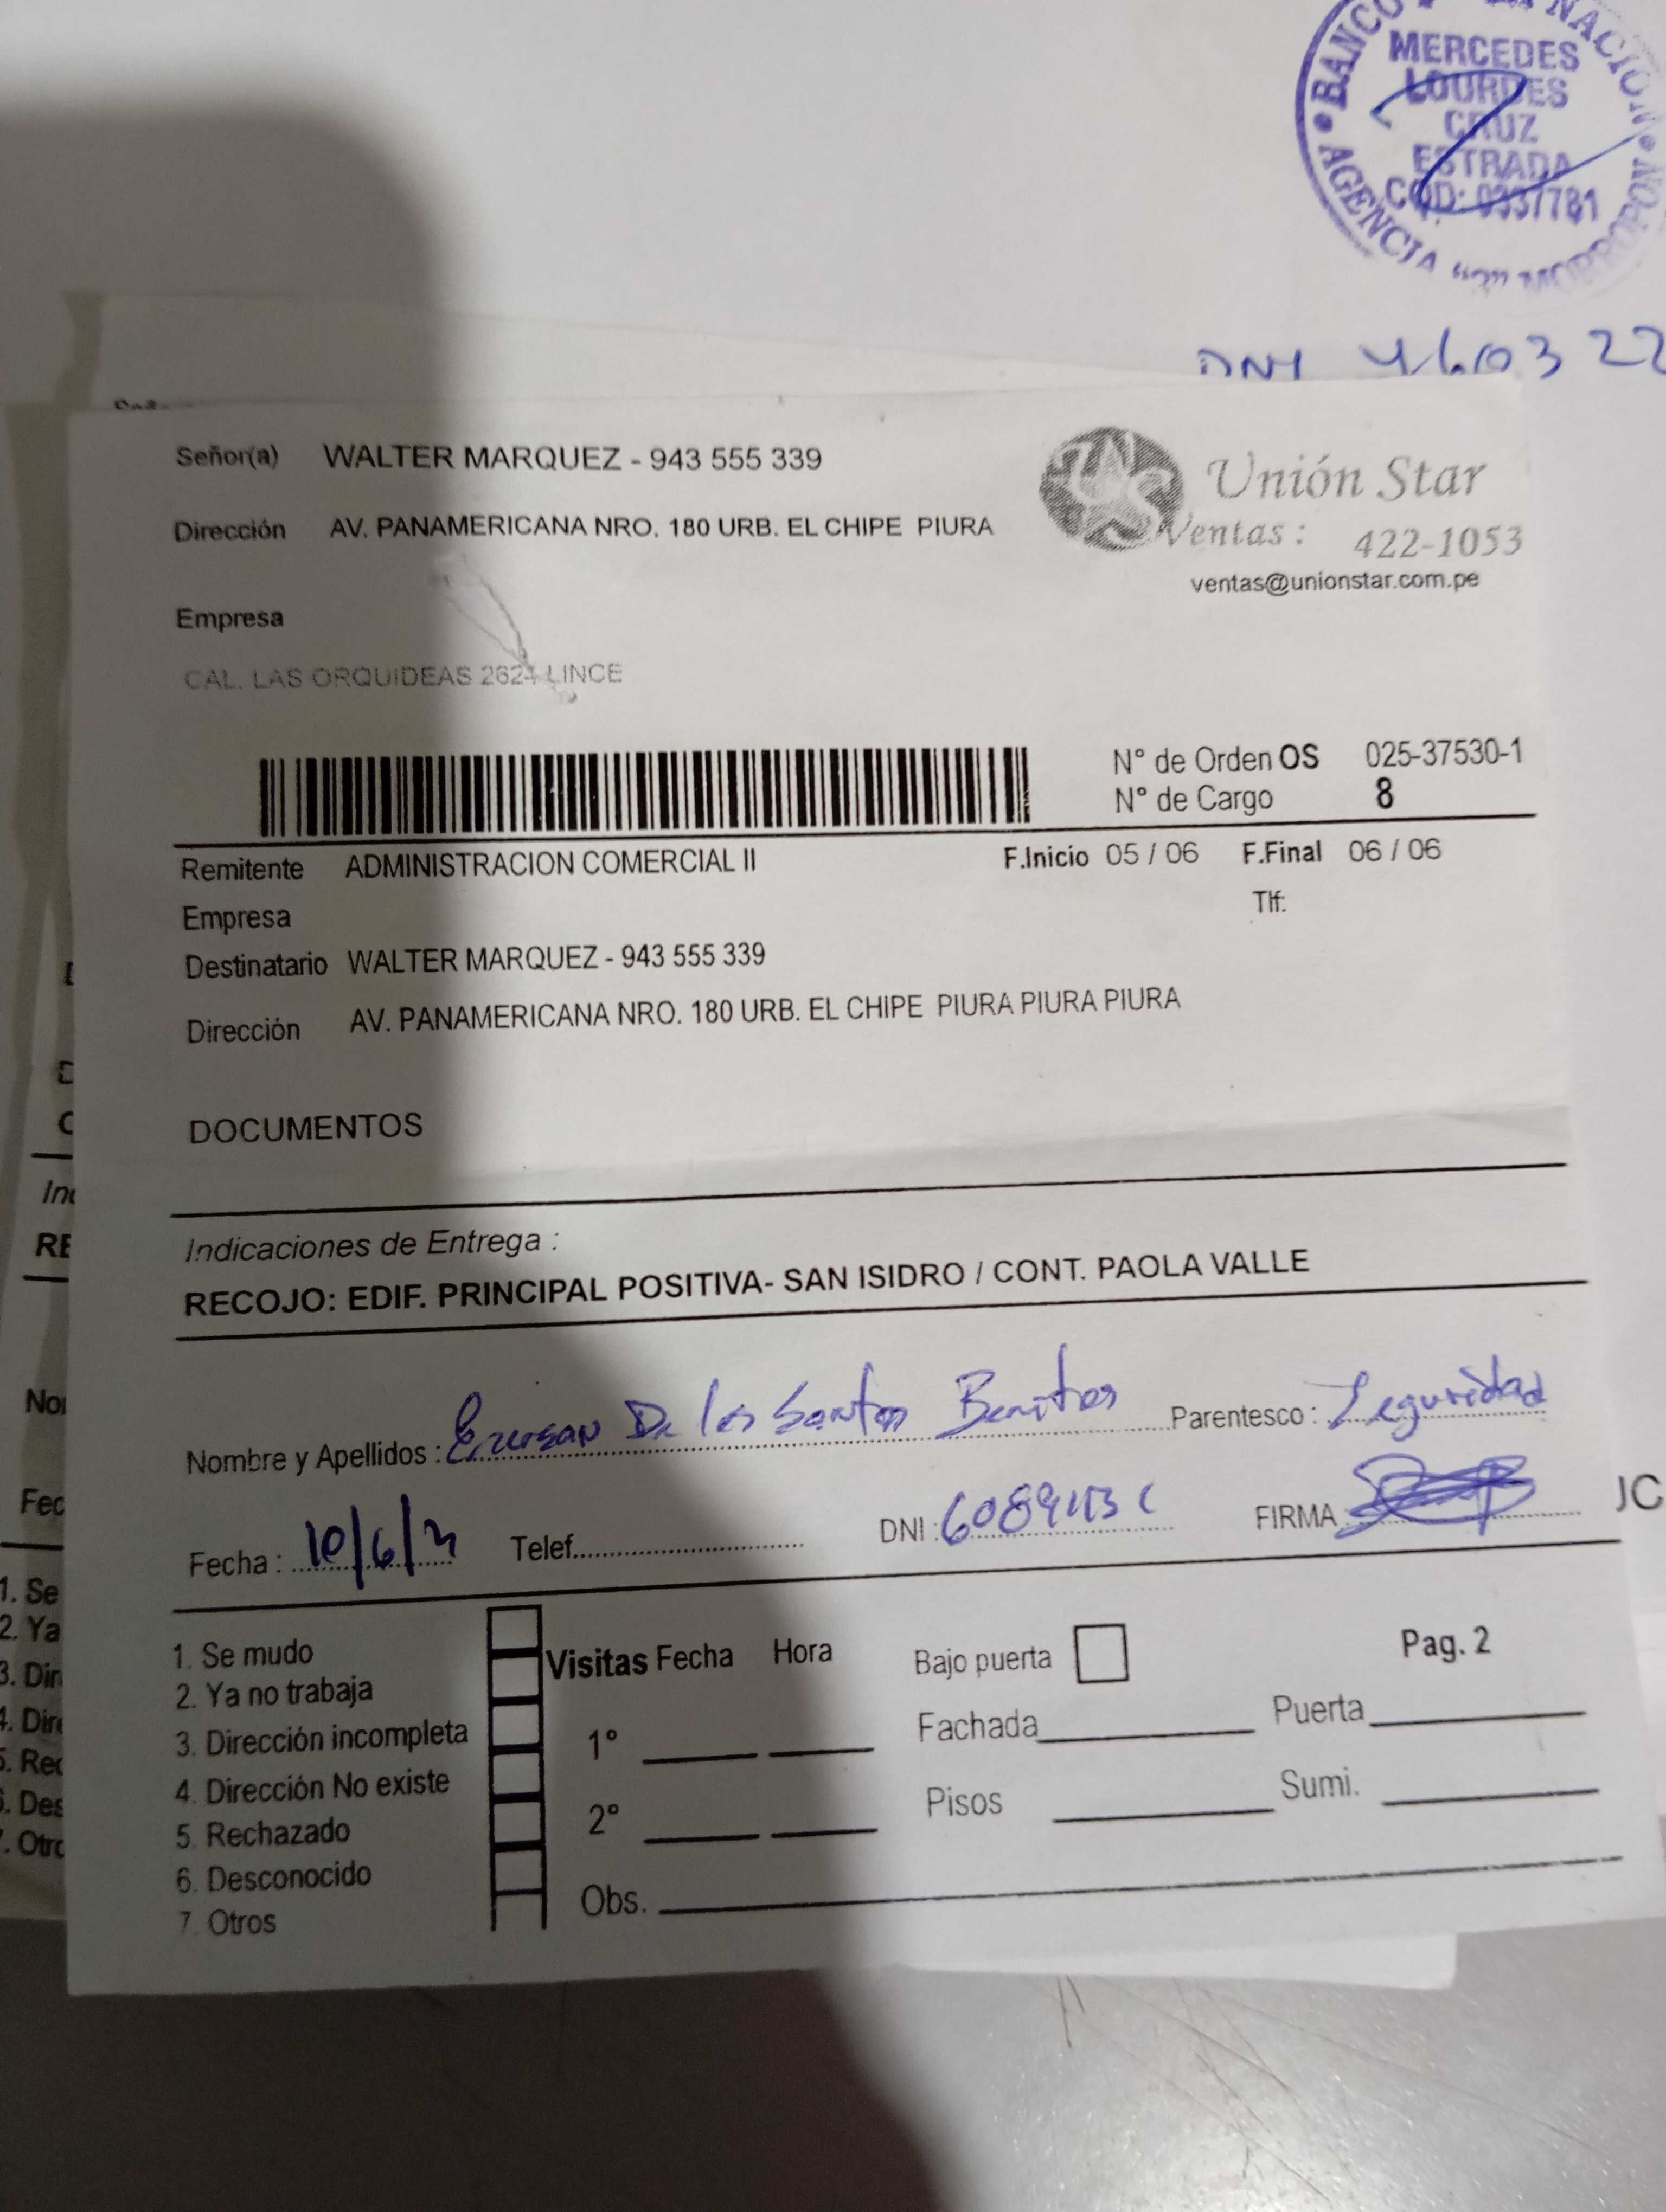 BANCO NACIÓN
MERCEDES
LOURDES
CRUZ
ESTRADA
COD: 0337781
AGENCIA "3" MORROPON
DNI
Señor(a) WALTER MARQUEZ - 943 555 339
Unión Star
Dirección AV. PANAMERICANA NRO. 180 URB. EL CHIPE PIURA
Ventas: 422-1053
ventas@unionstar.com.pe
Empresa
CAL. LAS ORQUIDEAS 2624 LINCE
N° de Orden OS 025-37530-1
N° de Cargo 8
Remitente ADMINISTRACION COMERCIAL II F.Inicio 05 / 06 F.Final 06 / 06
Empresa Tlf:
Destinatario WALTER MARQUEZ - 943 555 339
Dirección AV. PANAMERICANA NRO. 180 URB. EL CHIPE PIURA PIURA PIURA
DOCUMENTOS
Indicaciones de Entrega :
RECOJO: EDIF. PRINCIPAL POSITIVA- SAN ISIDRO / CONT. PAOLA VALLE
Nombre y Apellidos : De los Santos Parentesco : Seguridad
Fecha : 10/6/ Telef. DNI : FIRMA JC
1. Se mudo
2. Ya no trabaja
3. Dirección incompleta
4. Dirección No existe
5. Rechazado
6. Desconocido
7. Otros
Visitas Fecha Hora
1°
2°
Obs.
Bajo puerta Pag. 2
Fachada Puerta
Pisos Sumi.